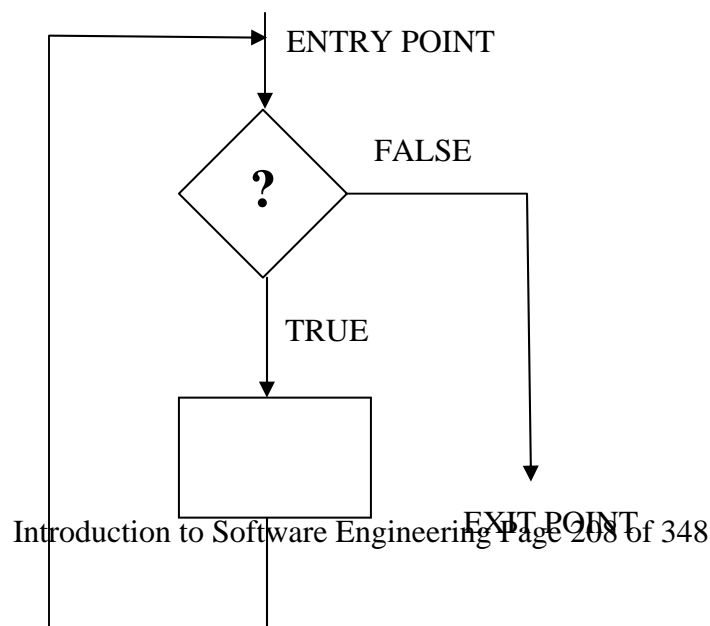 ENTRY POINT
FALSE
?
TRUE
EXIT POINT
Introduction to Software Engineering Page 208 of 348